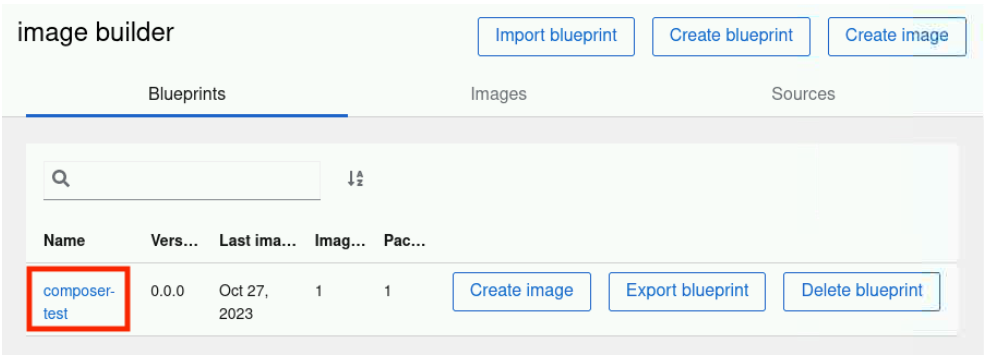 image builder
Import blueprint
Create blueprint
Create image
Blueprints
Images
Sources
Name
Vers...
Last ima...
Imag...
Pac...
composer-
test
0.0.0
Oct 27,
2023
1
1
Create image
Export blueprint
Delete blueprint